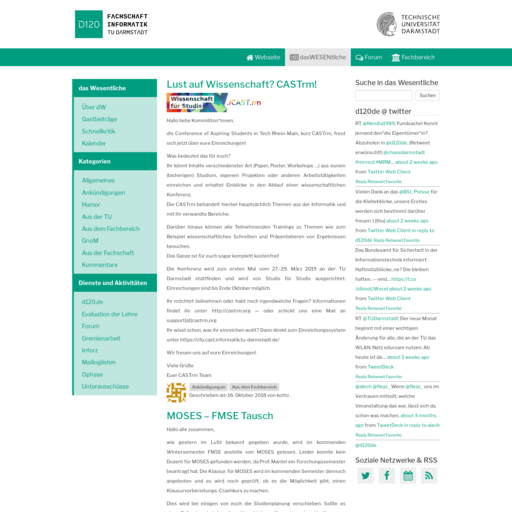 D120
FACHSCHAFT
INFORMATIK
TU DARMSTADT
TECHNISCHE
UNIVERSITÄT
DARMSTADT
Webseite
dasWESENtliche
Forum
Fachbereich
das Wesentliche
Über dW
Gastbeiträge
Schnellkritik
Kalender
Kategorien
Allgemeines
Ankündigungen
Humor
Aus der TU
Aus dem Fachbereich
GnoM
Aus der Fachschaft
Kommentare
Dienste und Aktivitäten
d120.de
Evaluation der Lehre
Forum
Gremienarbeit
Inforz
Mailinglisten
Ophase
Unterausschüsse
Lust auf Wissenschaft? CASTrm!
Wissenschaft
für Studis
Hallo liebe Kommiliton*innen,
die Conference of Aspiring Students in Tech Rhein-Main, kurz CASTrm, freut
sich jetzt über eure Einreichungen!
Was bedeutet das für euch?
Ihr könnt Inhalte verschiedenster Art (Paper, Poster, Workshops …) aus eurem
(bisherigen) Studium, eigenen Projekten oder anderen Arbeitstätigkeiten
einreichen und erhaltet Einblicke in den Ablauf einer wissenschaftlichen
Konferenz.
Die CASTrm behandelt hierbei hauptsächlich Themen aus der Informatik und
mit ihr verwandte Bereiche.
Darüber hinaus können alle Teilnehmenden Trainings zu Themen wie zum
Beispiel wissenschaftliches Schreiben und Präsentieren von Ergebnissen
besuchen.
Das Ganze ist für euch sogar komplett kostenfrei!
Die Konferenz wird zum ersten Mal vom 27.-29. März 2019 an der TU
Darmstadt stattfinden und wird von Studis für Studis ausgerichtet.
Einreichungen sind bis Ende Oktober möglich.
Ihr möchtet teilnehmen oder habt noch irgendwelche Fragen? Informationen
findet ihr unter http://castrm.org — oder schickt uns eine Mail an
support[at]castrm.org
Ihr wisst schon, was ihr einreichen wollt? Dann direkt zum Einreichungssystem
unter https://cfp.cast.informatik.tu-darmstadt.de/
Wir freuen uns auf eure Einreichungen!
Viele Grüße
Euer CASTrm Team
Ankündigungen
Aus dem Fachbereich
Geschrieben am 16. Oktober 2018 von kotto .
MOSES – FMSE Tausch
Hallo alle zusammen,
wie gestern im LuSt bekannt gegeben wurde, wird im kommenden
Wintersemester FMSE anstelle von MOSES gelesen. Leider konnte kein
Dozent für MOSES gefunden werden, da Prof. Mantel ein Forschungssemester
beantragt hat. Die Klausur für MOSES wird im kommenden Semester dennoch
angeboten und es wird noch geprüft, ob es die Möglichkeit gibt, einen
Klausurvorbereitungs-Crashkurs zu machen.
Dies wird bei einigen von euch die Studienplanung verschieben. Sollte es
Suche in das Wesentliche
Suchen
d120de @ twitter
RT @Nerdla1989: Fundsache! Kennt
jemand den*die Eigentümer*in?
Abzuholen in @d120de. (Retweet
erwünscht) @chaosdarmstadt
#nomod #MRM… about 2 weeks ago
from Twitter Web Client
Reply Retweet Favorite
Vielen Dank an das @BSI_Presse für
die Kleiseblöcke, unsere Ersties
werden sich bestimmt darüber
freuen :) [fsu] about 2 weeks ago
from Twitter Web Client in reply to
d120de Reply Retweet Favorite
Das Bundesamt für Sicherheit in der
Informationstechnik informiert:
Haftnotizblöcke, ne? Die bleiben
haften. --- end… https://t.co
about 2 weeks ago
from Twitter Web Client
Reply Retweet Favorite
RT @TUDarmstadt: Der neue Monat
beginnt mit einer wichtigen
Änderung für alle, die an der TU das
WLAN-Netz eduroam nutzen: Ab
heute ist de… about 3 weeks ago
from TweetDeck
Reply Retweet Favorite
uns im
Vertrauen mitteilt, welche
Veranstaltung das war, lässt sich da
schon was machen. about 3 months
ago from TweetDeck in reply to alech
Reply Retweet Favorite
@d120de
Soziale Netzwerke & RSS